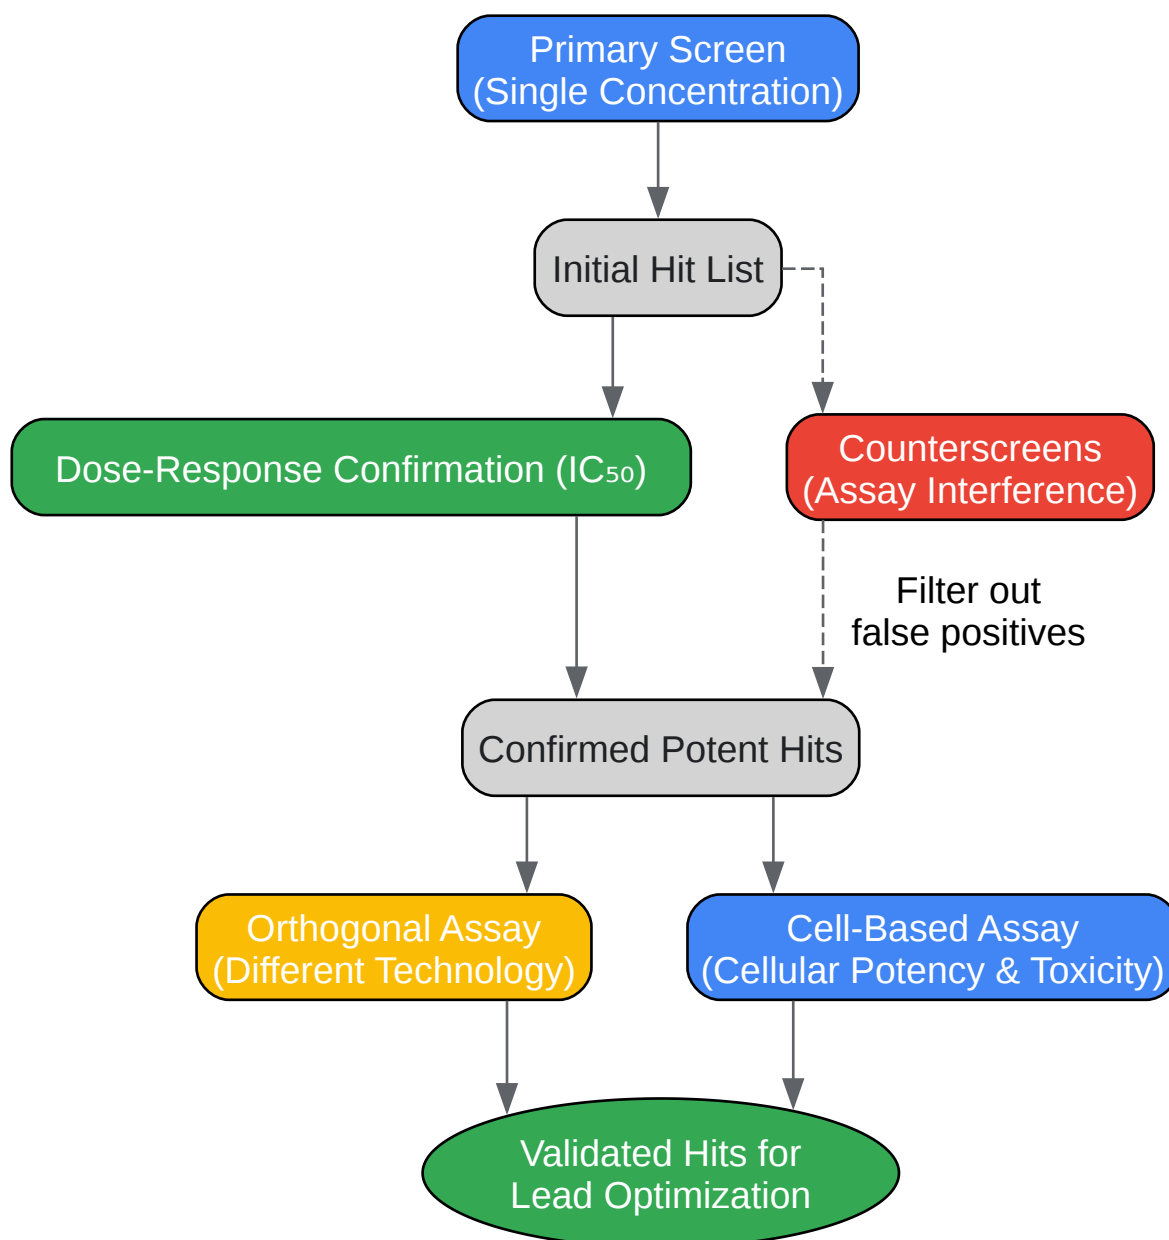 Primary Screen
(Single Concentration)
Initial Hit List
Dose-Response Confirmation (IC₅₀)
Counterscreens
(Assay Interference)
Filter out
false positives
Confirmed Potent Hits
Orthogonal Assay
(Different Technology)
Cell-Based Assay
(Cellular Potency & Toxicity)
Validated Hits for
Lead Optimization